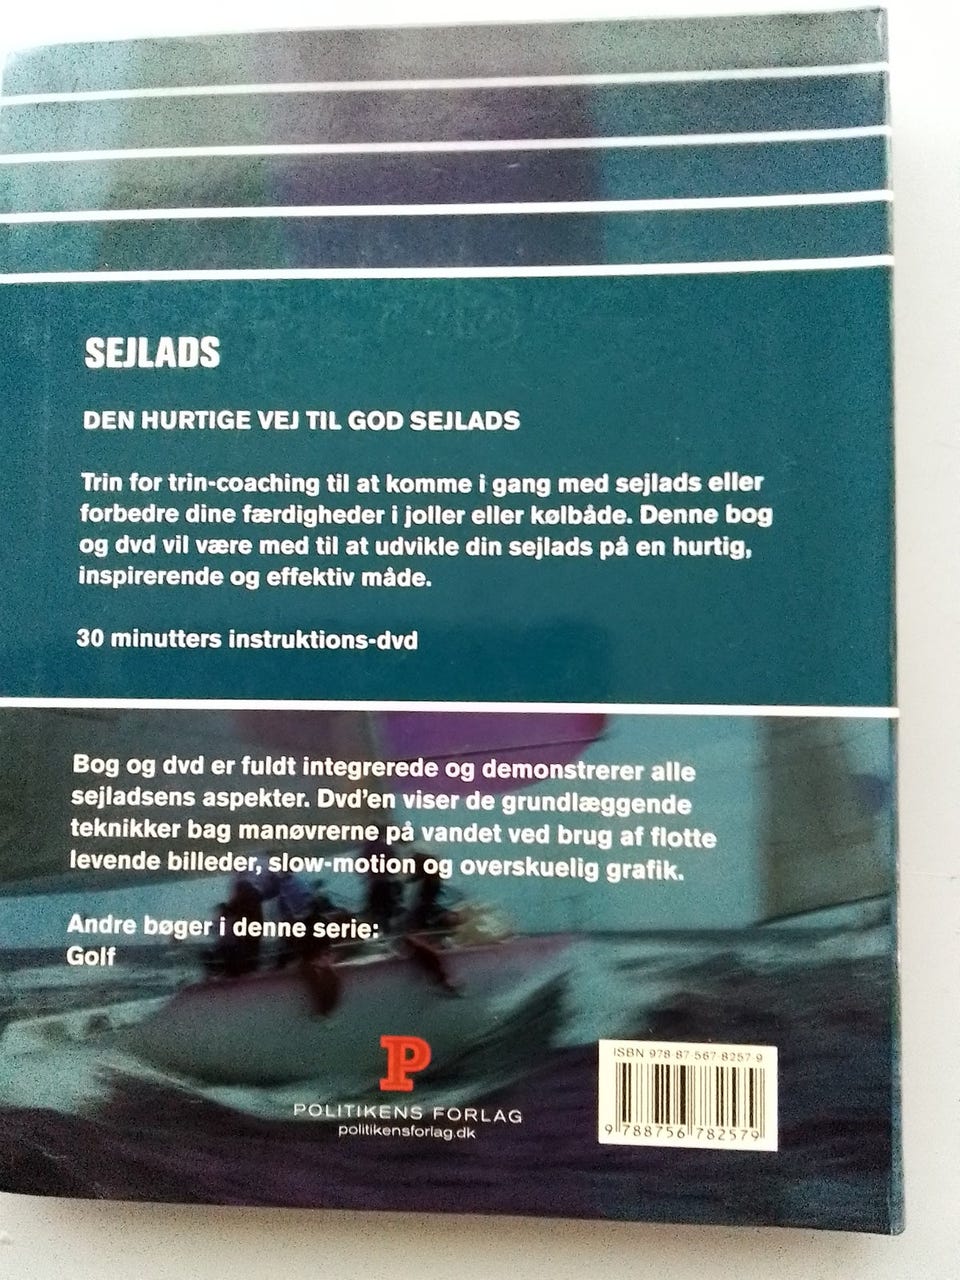 SEJLADS
DEN HURTIGE VEJ TIL GOD SEJLADS
Trin for trin-coaching til at komme i gang med sejlads eller
forbedre dine færdigheder i joller eller kølbåde. Denne bog
og dvd vil være med til at udvikle din sejlads på en hurtig,
inspirerende og effektiv måde.
30 minutters instruktions-dvd
Bog og dvd er fuldt integrerede og demonstrerer alle
sejladsens aspekter. Dvd'en viser de grundlæggende
teknikker bag manøvrerne på vandet ved brug af flotte
levende billeder, slow-motion og overskuelig grafik.
Andre bøger i denne serie:
Golf
P
POLITIKENS FORLAG
politikensforlag.dk
ISBN 978-87-567-8257-9
9 788756 782579